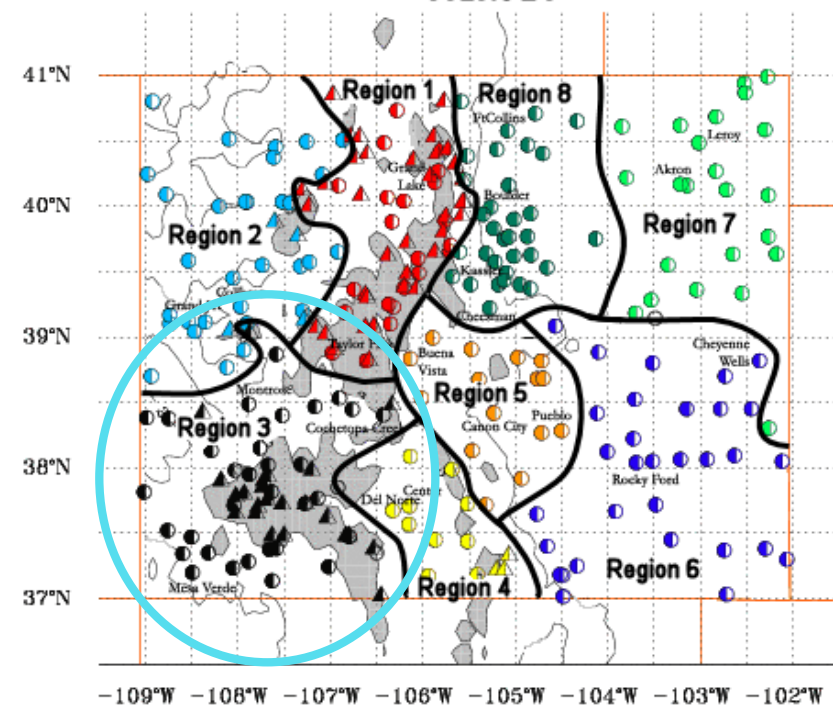 41°N
Region 1
Region 8
FtCollins
Leroy
Grand
Lake
Akron
Boulder
40°N
Region 7
Region 2
Kassler
Grand
39°N
Cheesman
Taylor
Buena
Vista
Cheyenne
Wells
Montrose
Region 5
Region 3
Pueblo
Cochetopa Creek
Canon City
38°N
Del Norte
Center
Rocky Ford
Mesa Verde
Region 4
Region 6
37°N
-109°W -108°W -107°W -106°W -105°W -104°W -103°W -102°W